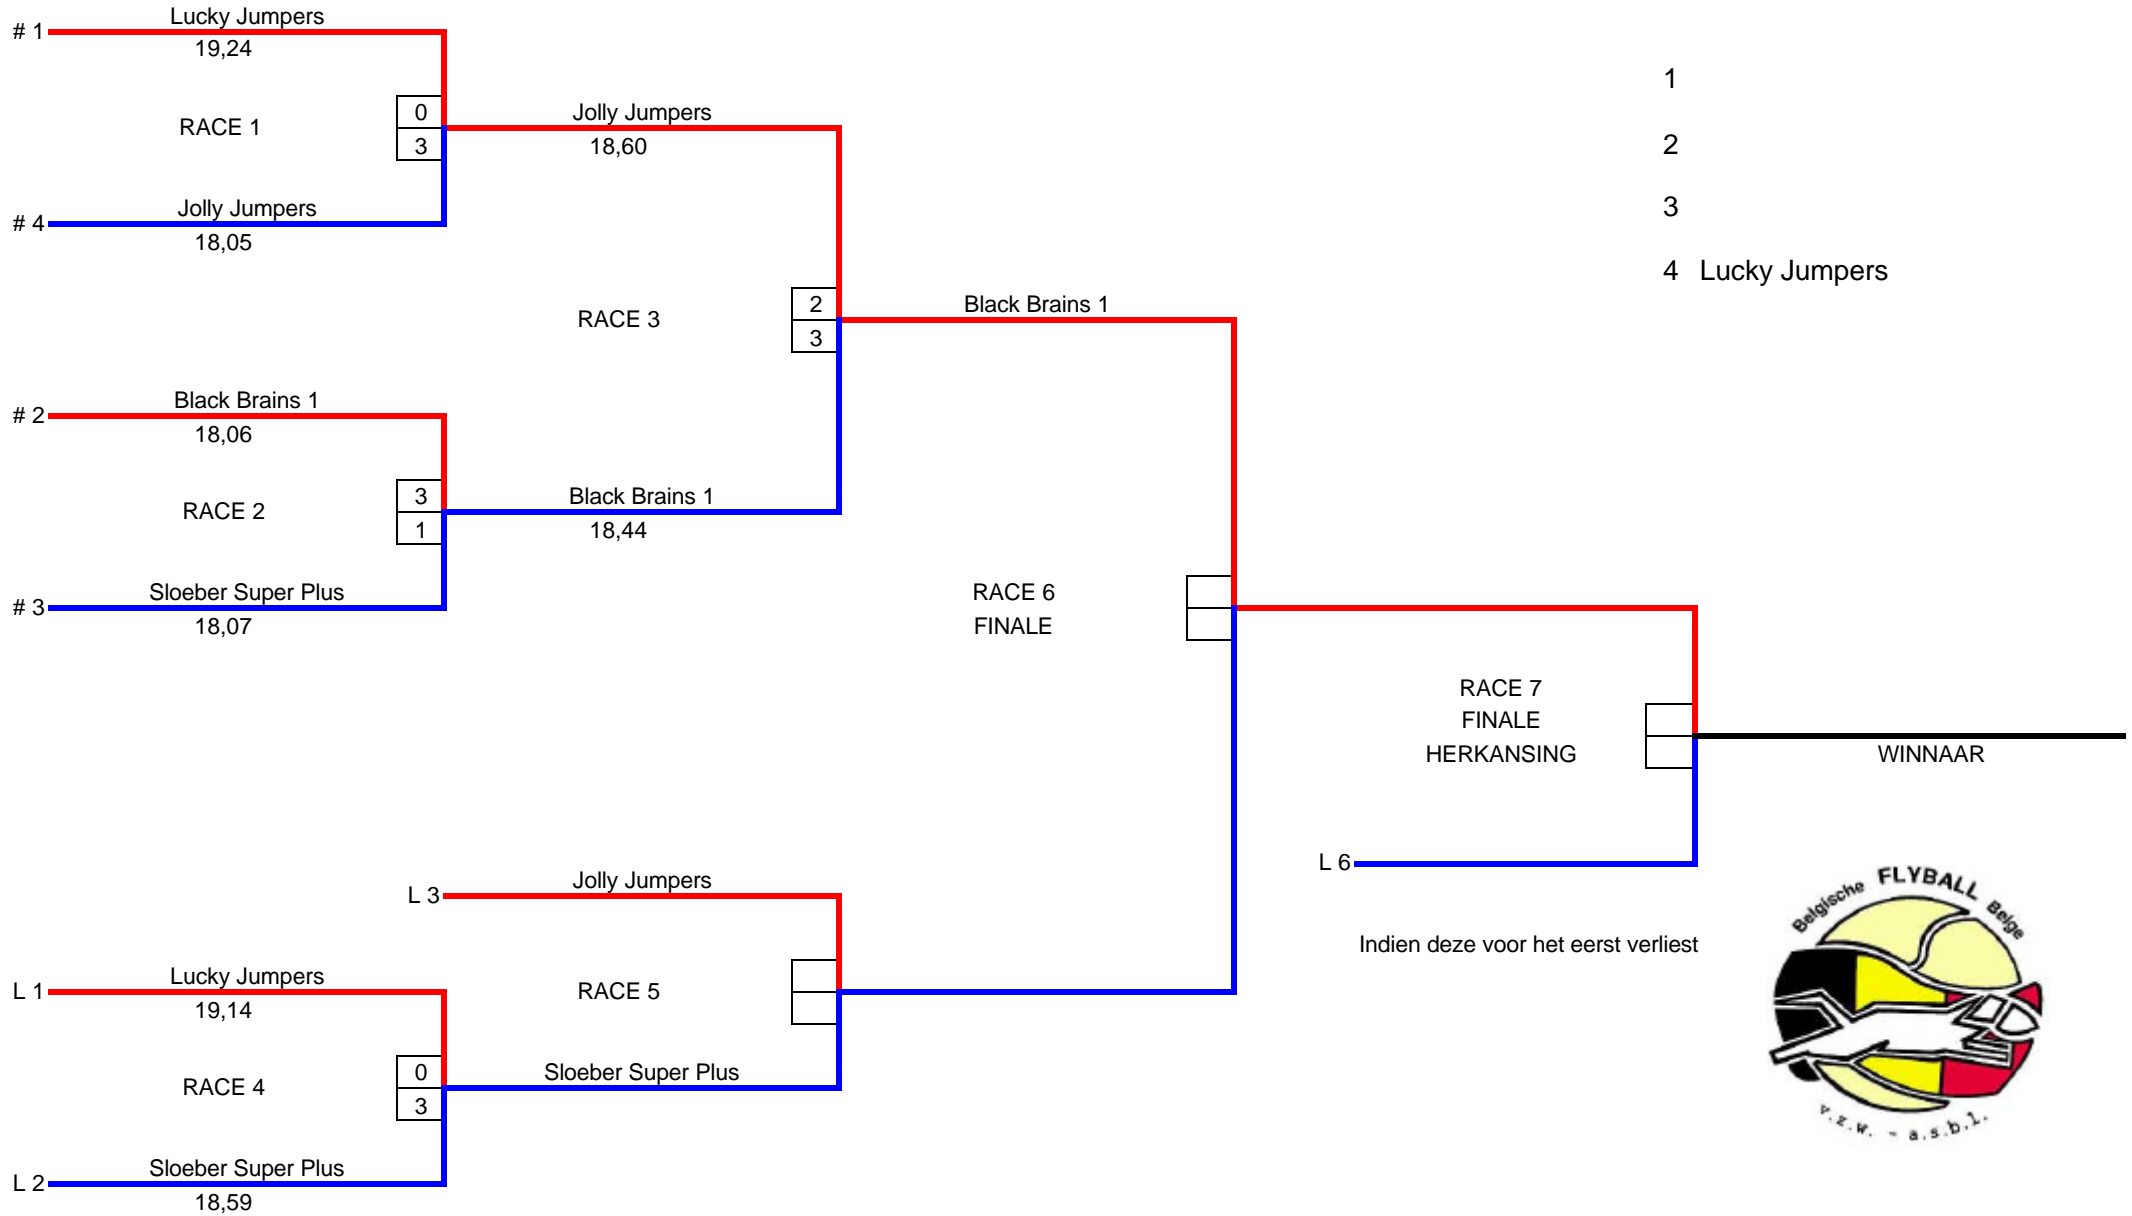 Lucky Jumpers
# 1
19,24
1
0
Jolly Jumpers
RACE 1
3
18,60
2
Jolly Jumpers
3
# 4
18,05
4 Lucky Jumpers
2
Black Brains 1
RACE 3
3
Black Brains 1
# 2
18,06
3
Black Brains 1
RACE 2
1
18,44
Sloeber Super Plus
# 3
18,07
RACE 6
FINALE
RACE 7
FINALE
HERKANSING
WINNAAR
L 6
Jolly Jumpers
L 3
Indien deze voor het eerst verliest
Lucky Jumpers
L 1
19,14
RACE 5
0
Sloeber Super Plus
RACE 4
3
Sloeber Super Plus
L 2
18,59
Belgische FLYBALL Belge
v.z.w. - a.s.b.l.